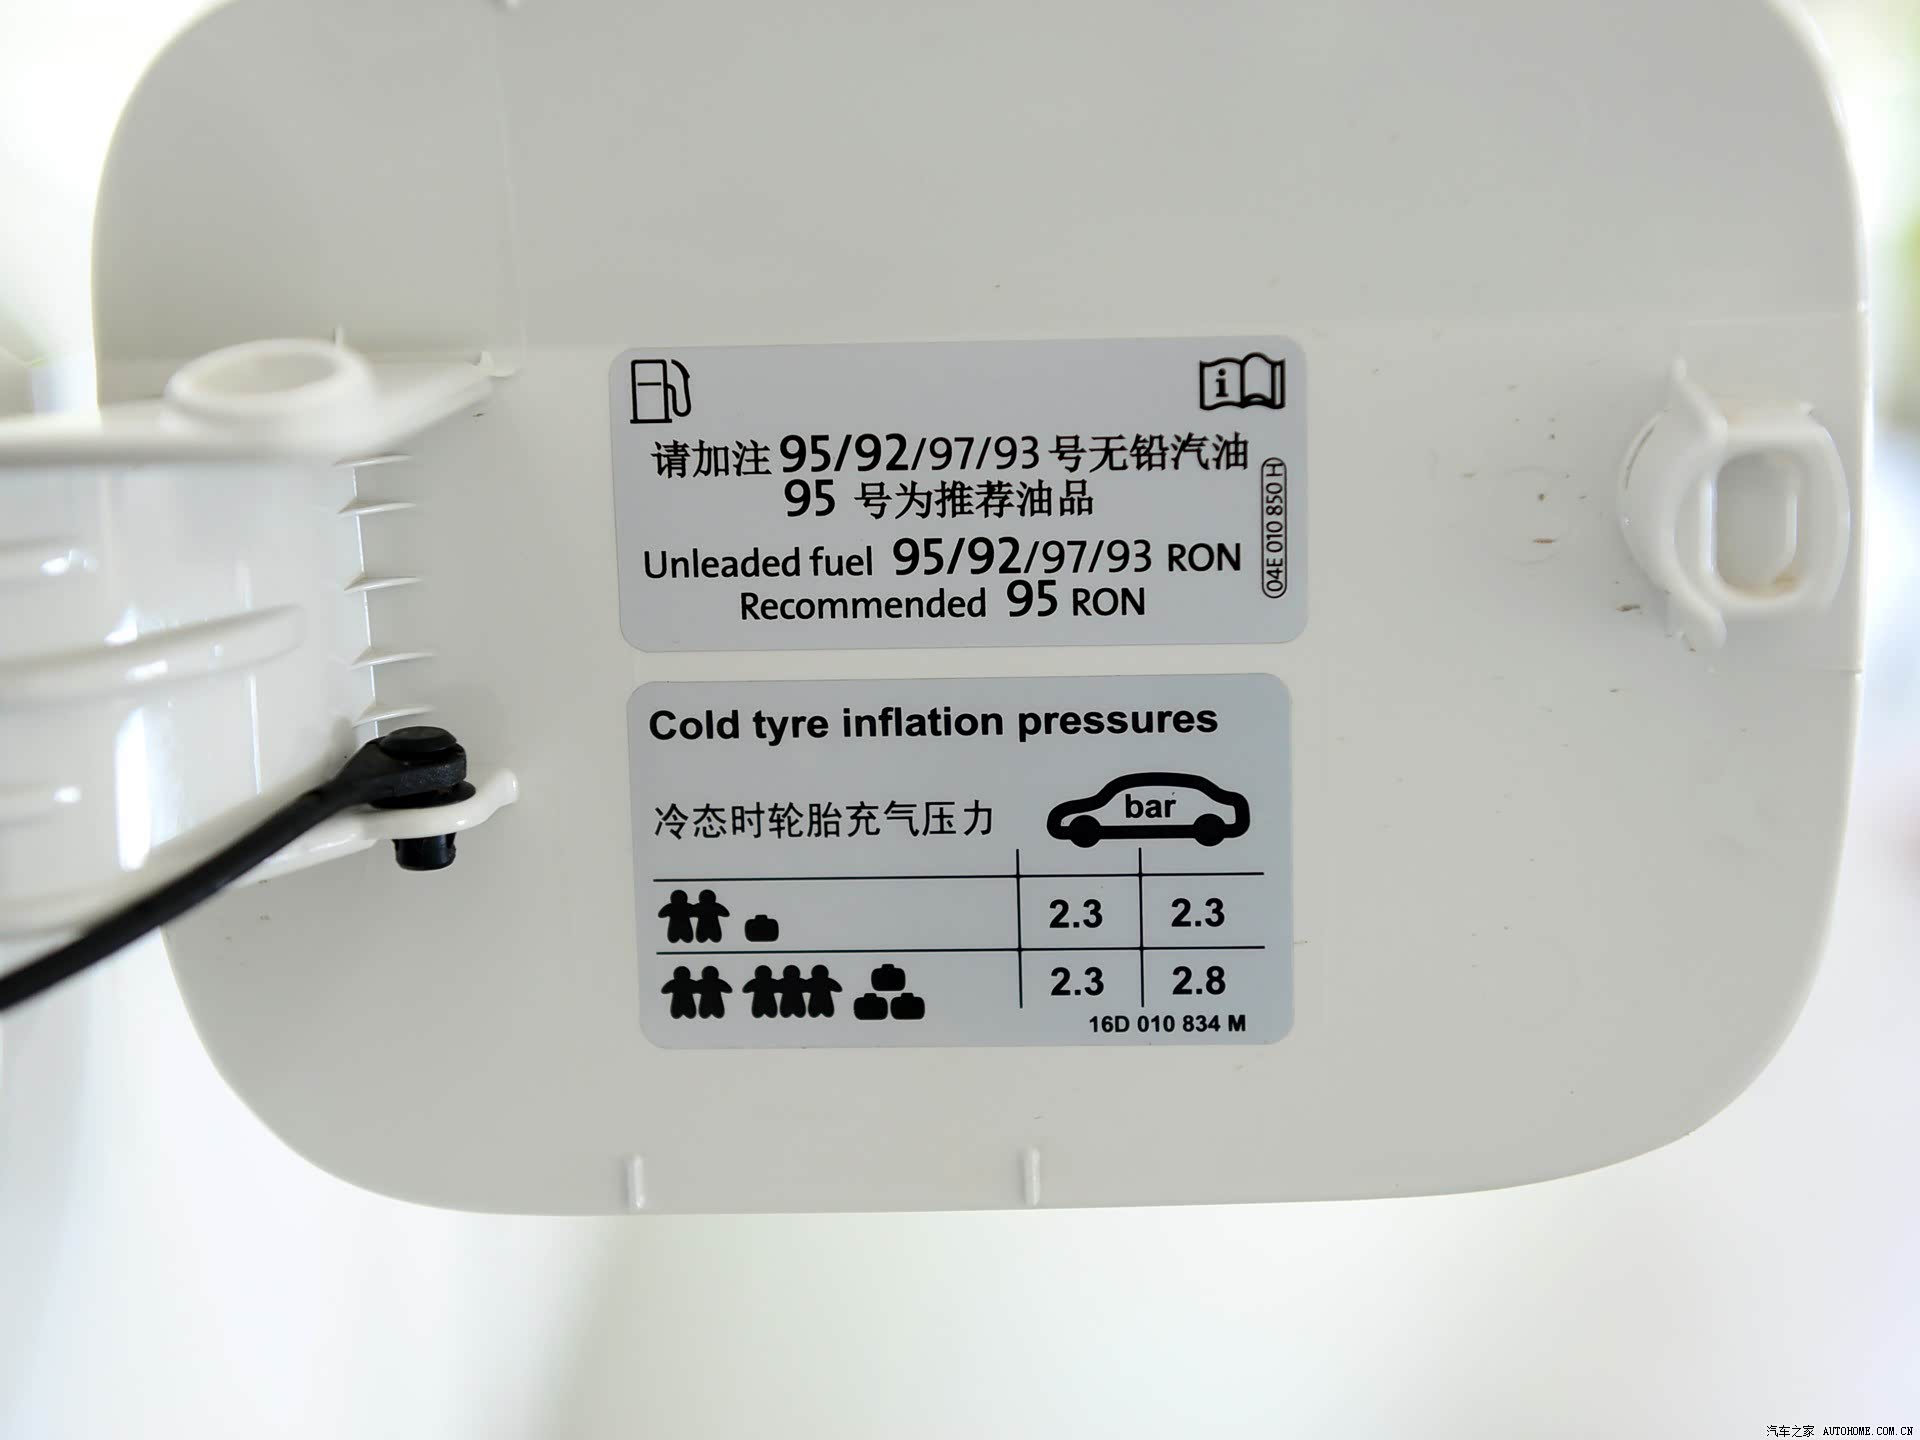 i
请加注 95/92/97/93 号无铅汽油
95 号为推荐油品
Unleaded fuel 95/92/97/93 RON
Recommended 95 RON
04E 010 850 H
Cold tyre inflation pressures
冷态时轮胎充气压力
bar
2.3 2.3
2.3 2.8
16D 010 834 M
汽车之家 AUTOHOME.COM.CN